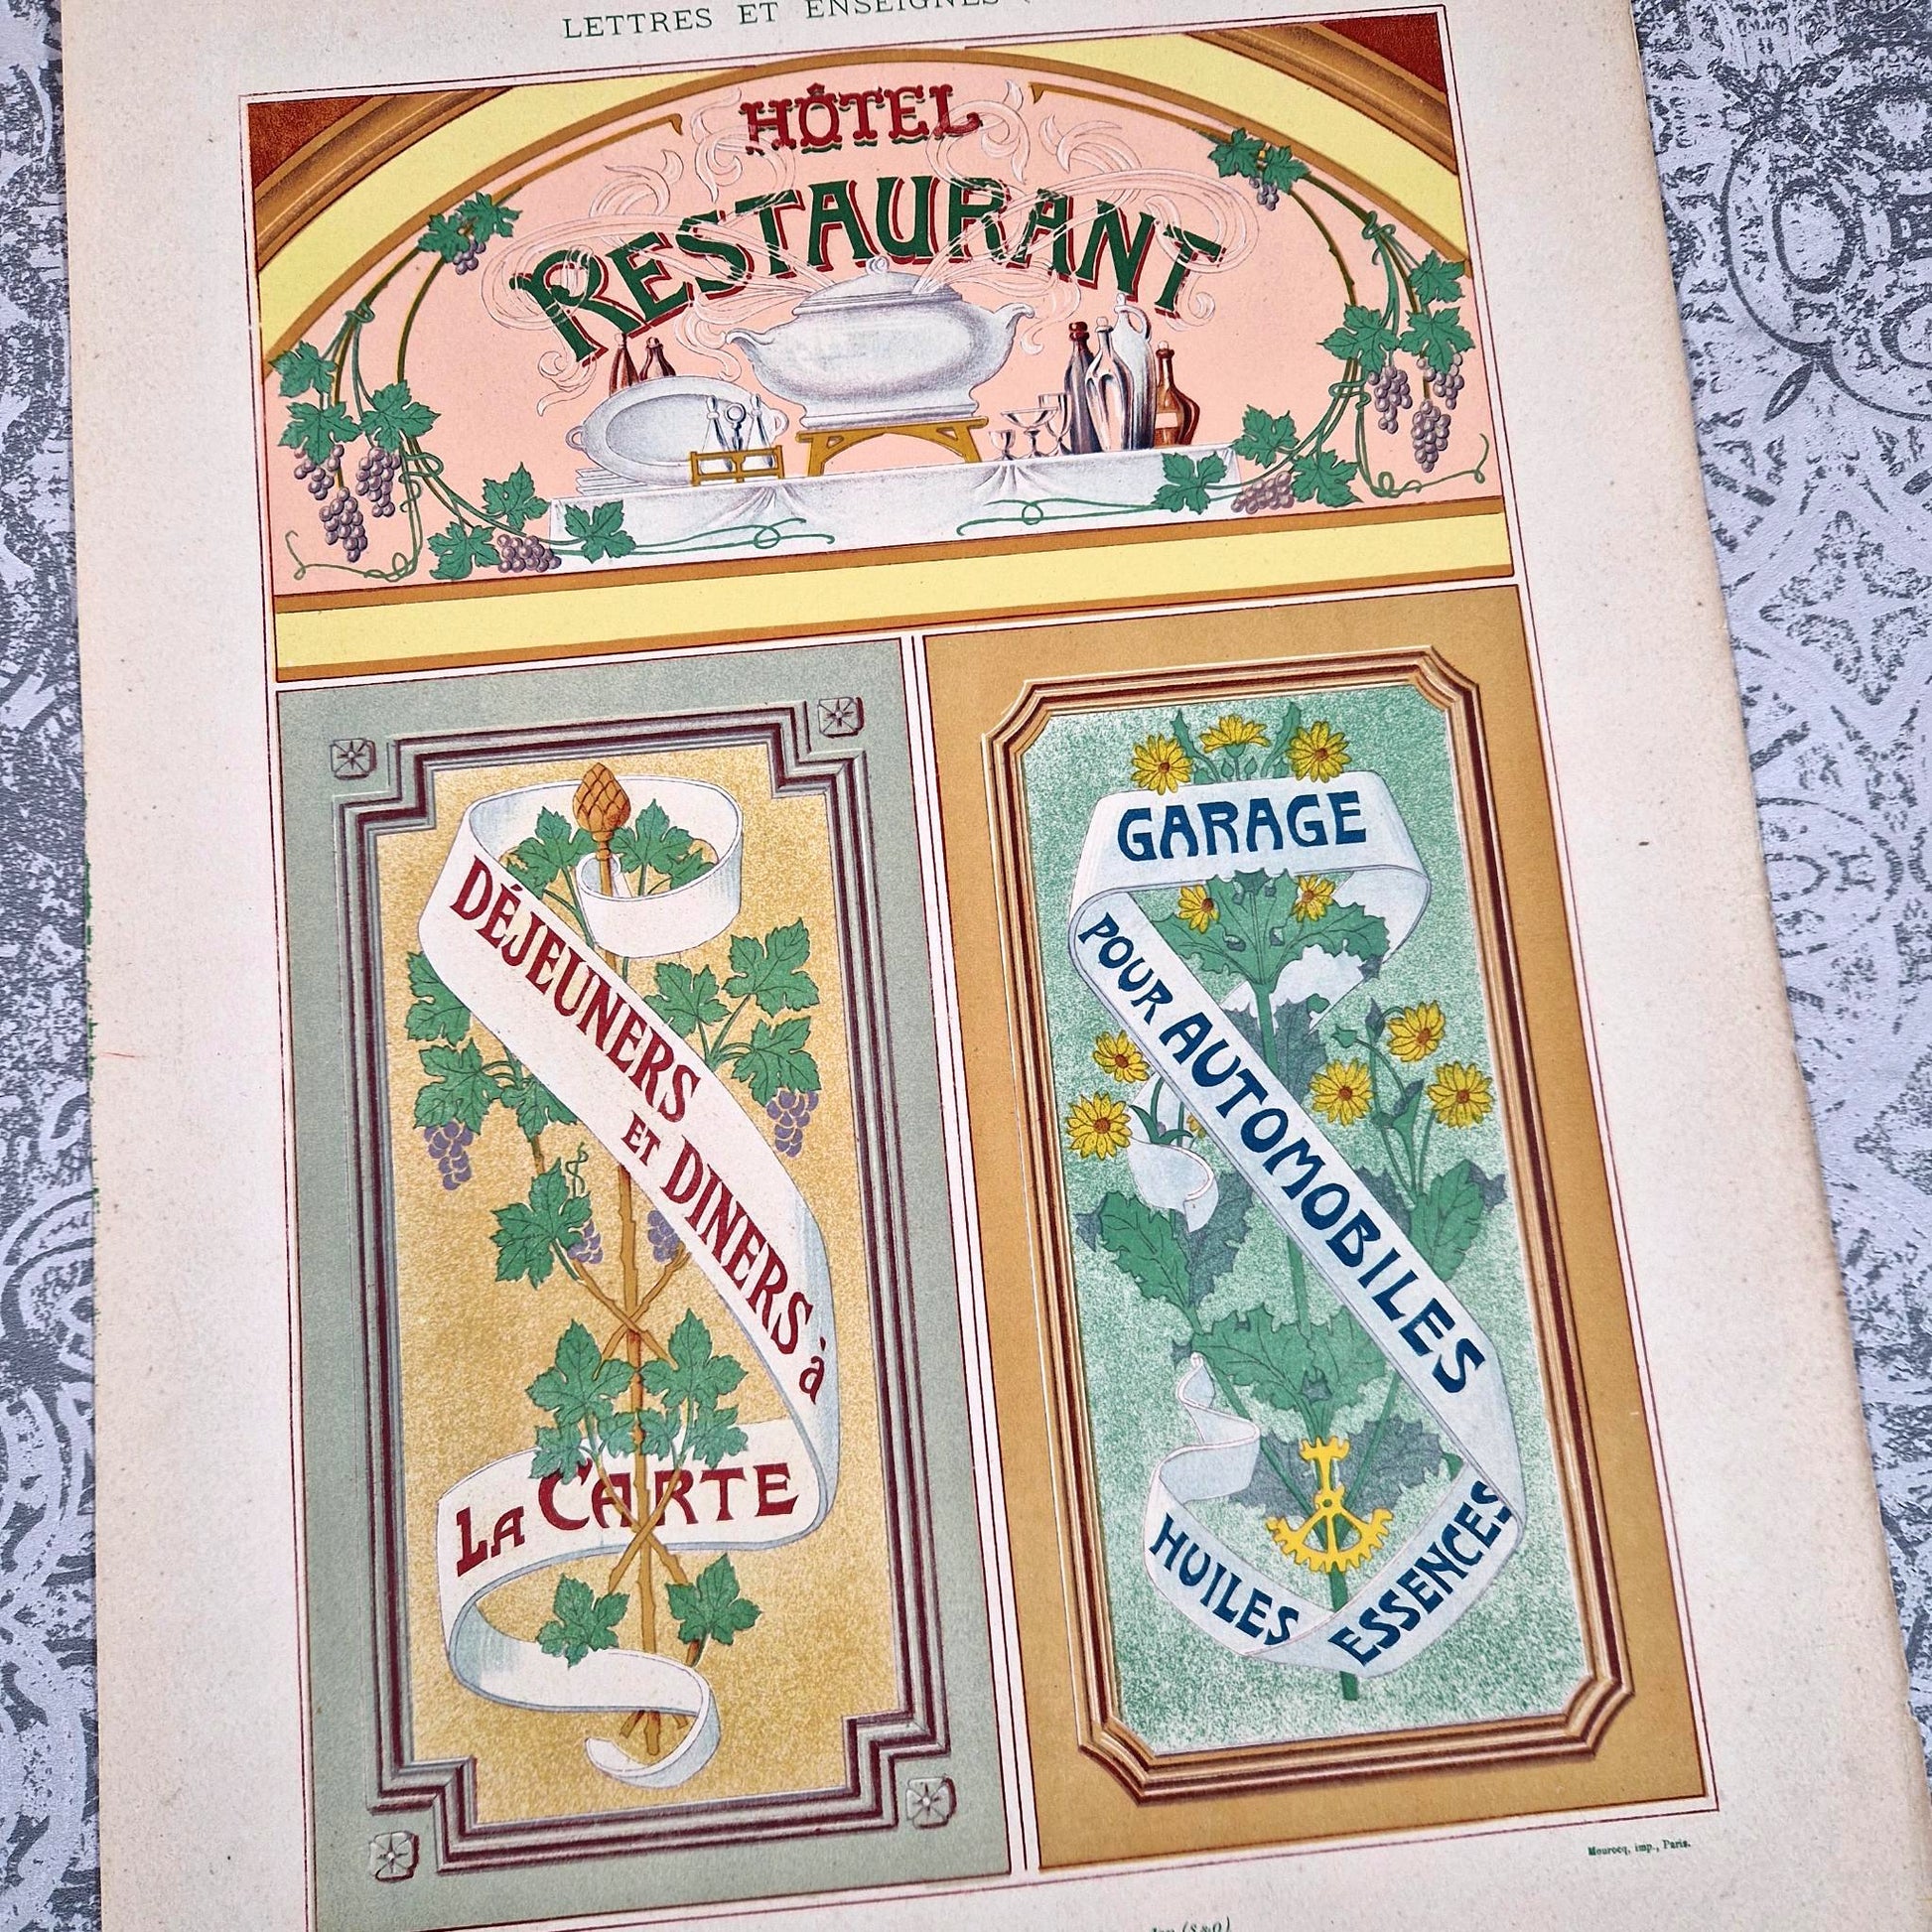 LETTRES ET ENSEIGNES
HÔTEL
RESTAURANT
DÉJEUNERS
ET DINERS à
LA CARTE
GARAGE
POUR AUTOMOBILES
HUILES
ESSENCES
Mourocq, imp., Paris.
(S&O)